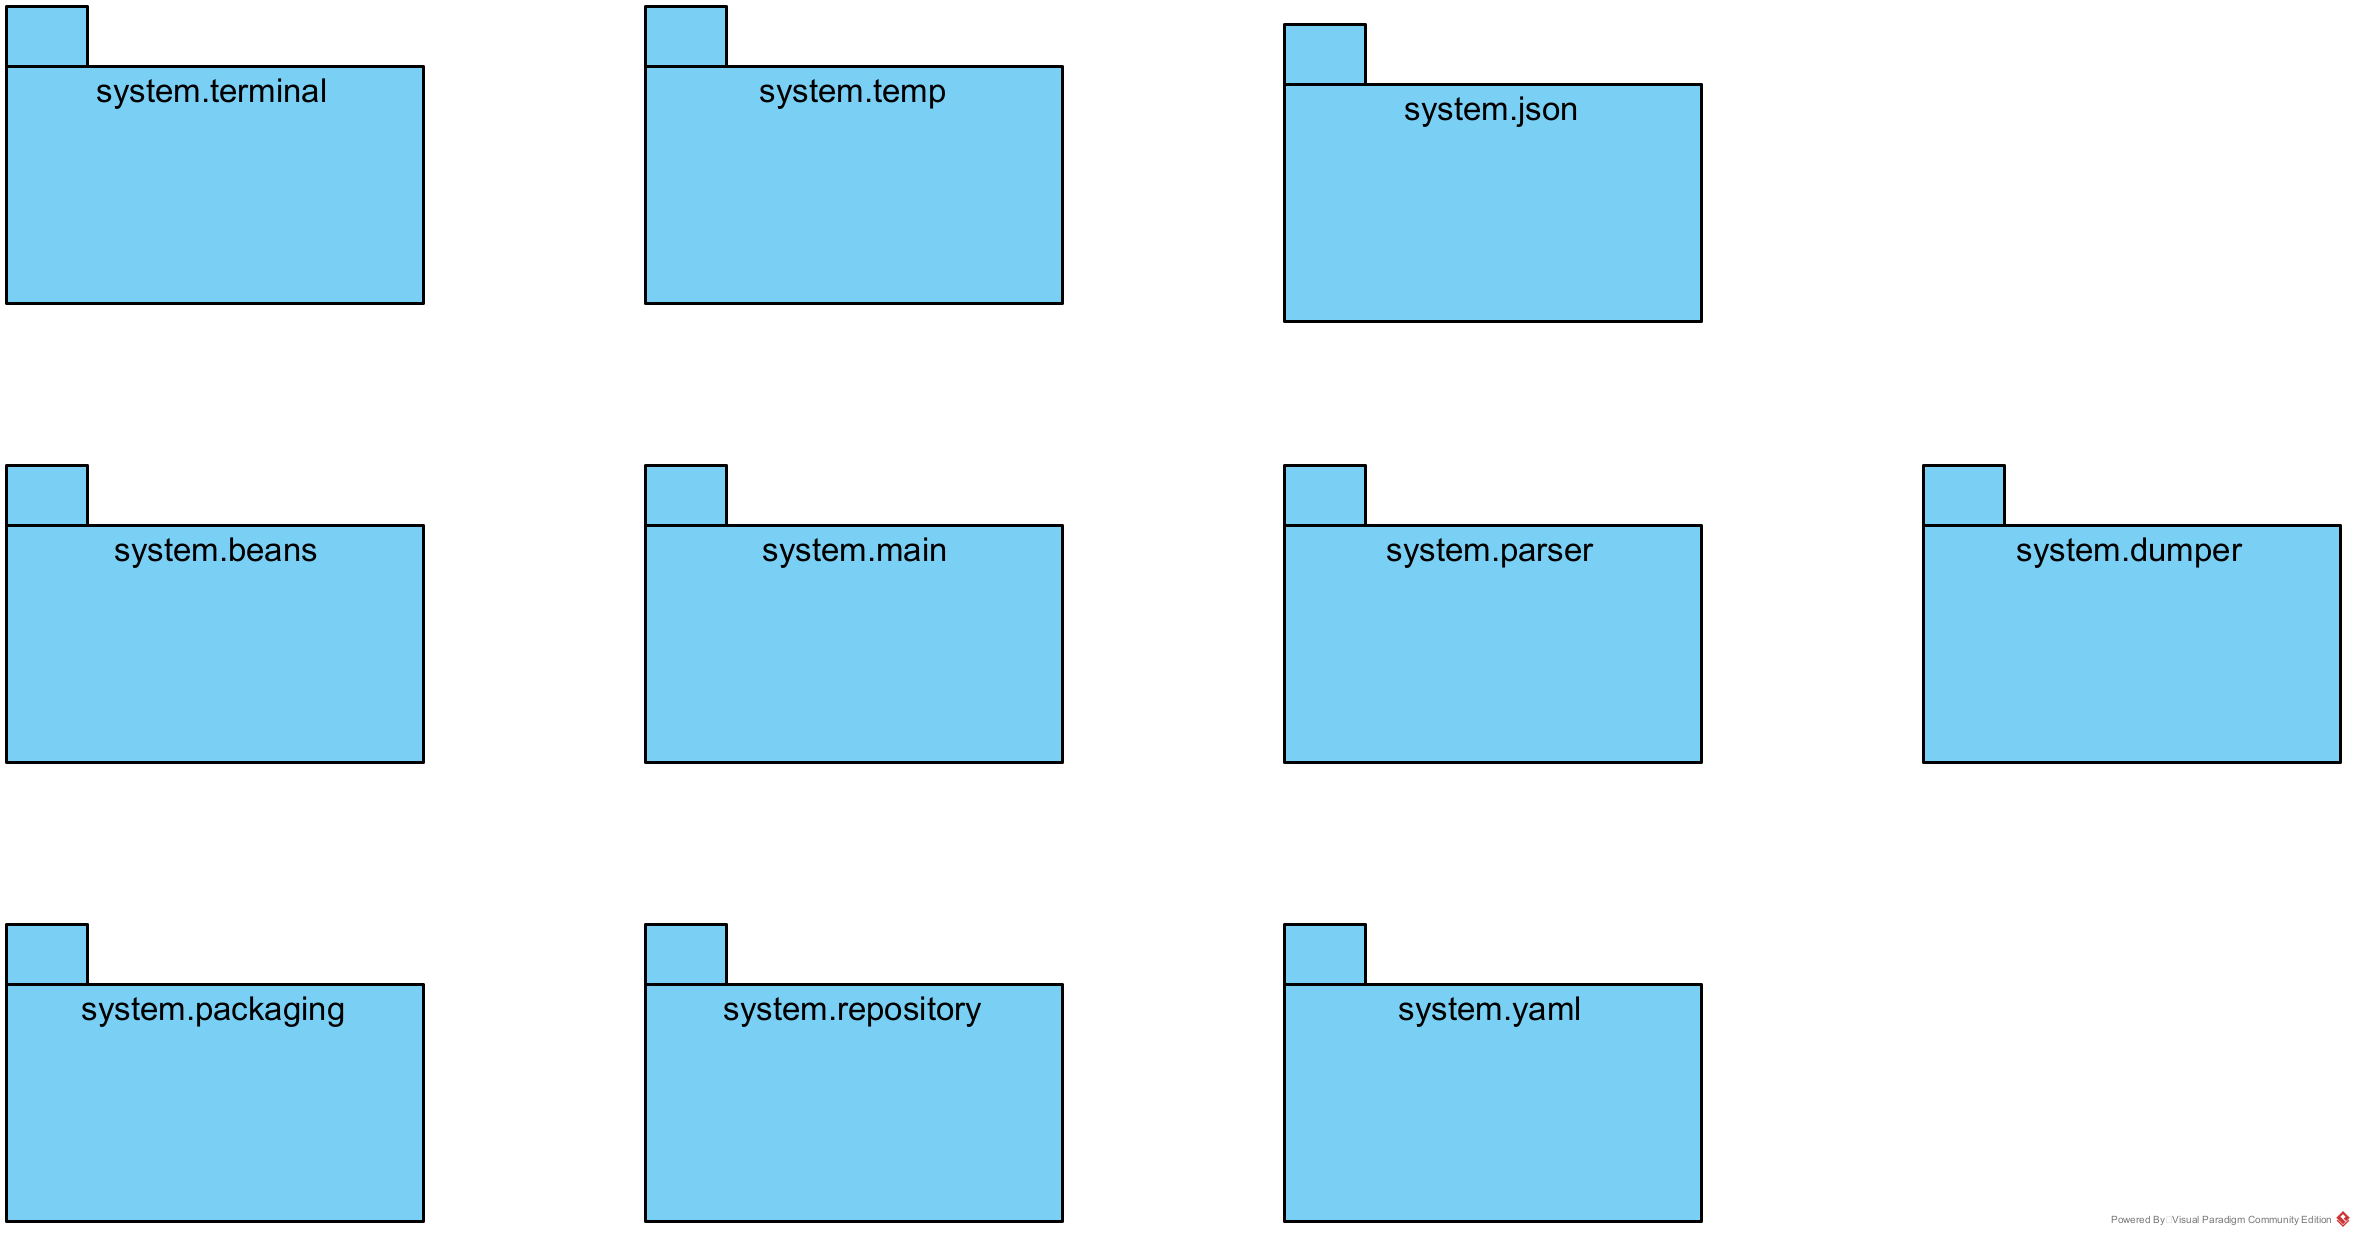 system.terminal
system.temp
system.json
system.beans
system.main
system.parser
system.dumper
system.packaging
system.repository
system.yaml
Powered By Visual Paradigm Community Edition